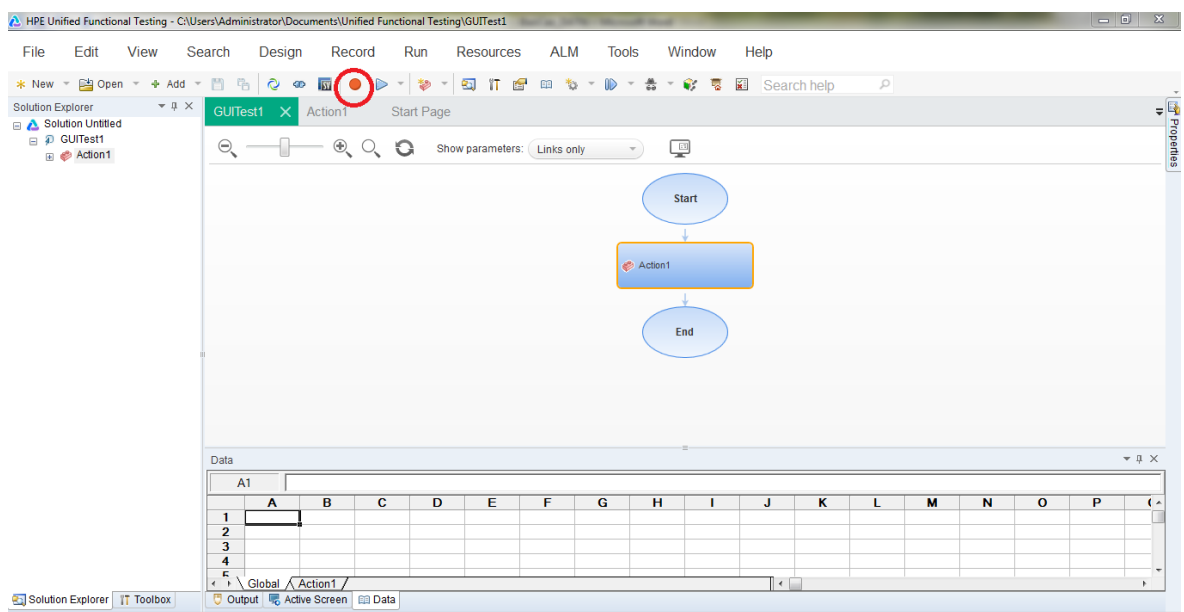 HPE Unified Functional Testing - C:\Users\Administrator\Documents\Unified Functional Testing\GUITest1
File Edit View Search Design Record Run Resources ALM Tools Window Help
New Open Add Search help
Solution Explorer
Solution Untitled
GUITest1
Action1
GUITest1 Action1 Start Page
Show parameters: Links only
Start
Action1
End
Properties
Data
A1
A B C D E F G H I J K L M N O P
1
2
3
4
5
Global Action1
Solution Explorer Toolbox Output Active Screen Data